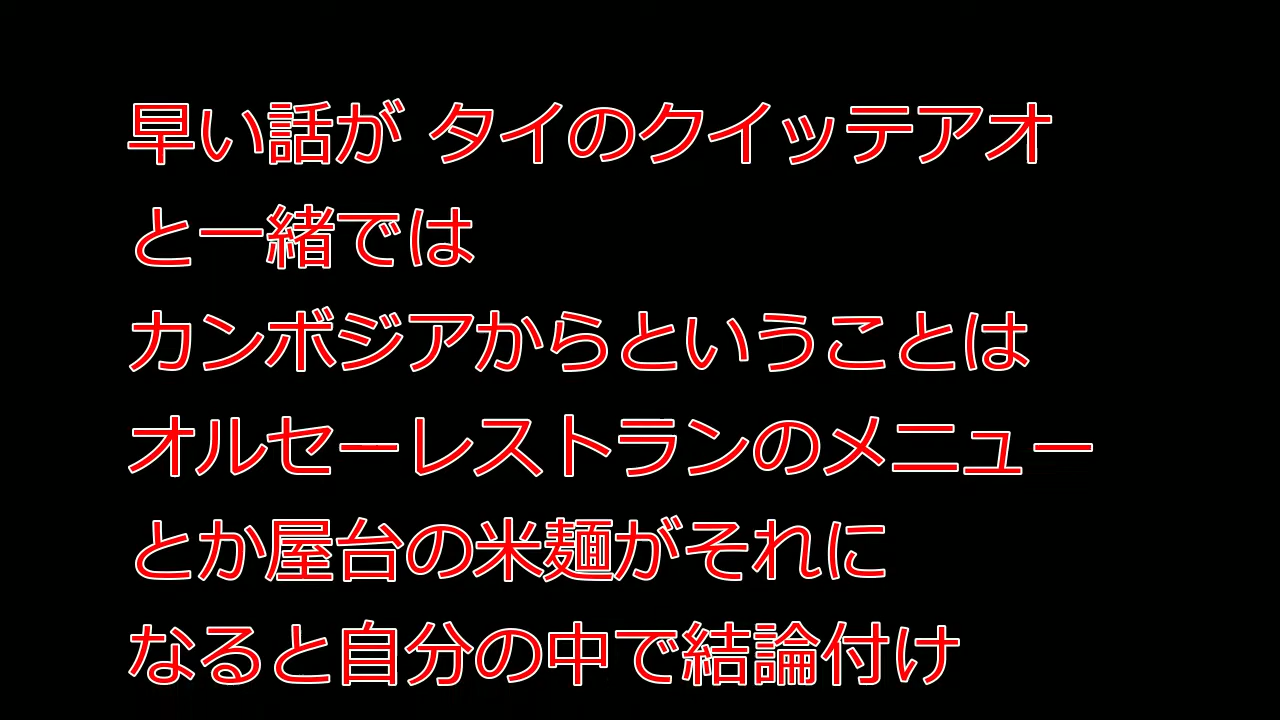 早い話が タイのクイッテアオ
と一緒では
カンボジアからということは
オルセーレストランのメニュー
とか屋台の米麺がそれに
なると自分の中で結論付け